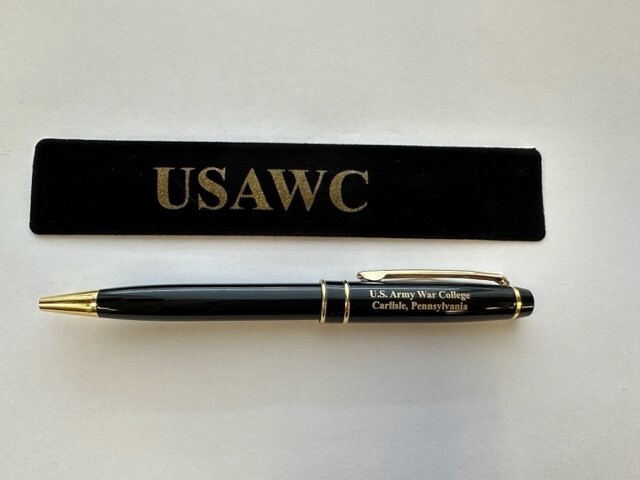 USAWC
U.S. Army War College
Carlisle, Pennsylvania